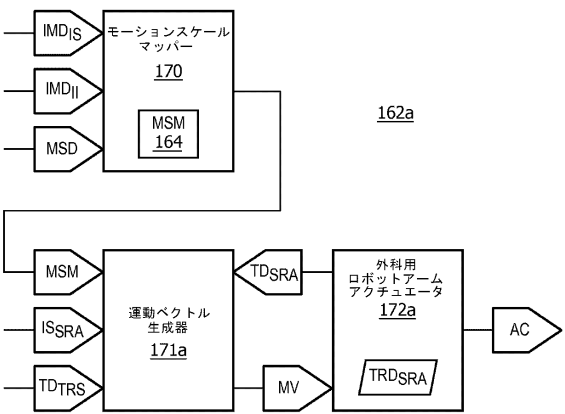 IMD_IS
IMD_II
MSD
モーションスケール
マッパー
170
MSM
164
162a
MSM
IS_SRA
TD_TRS
運動ベクトル
生成器
171a
TD_SRA
MV
外科用
ロボットアーム
アクチュエータ
172a
TRD_SRA
AC